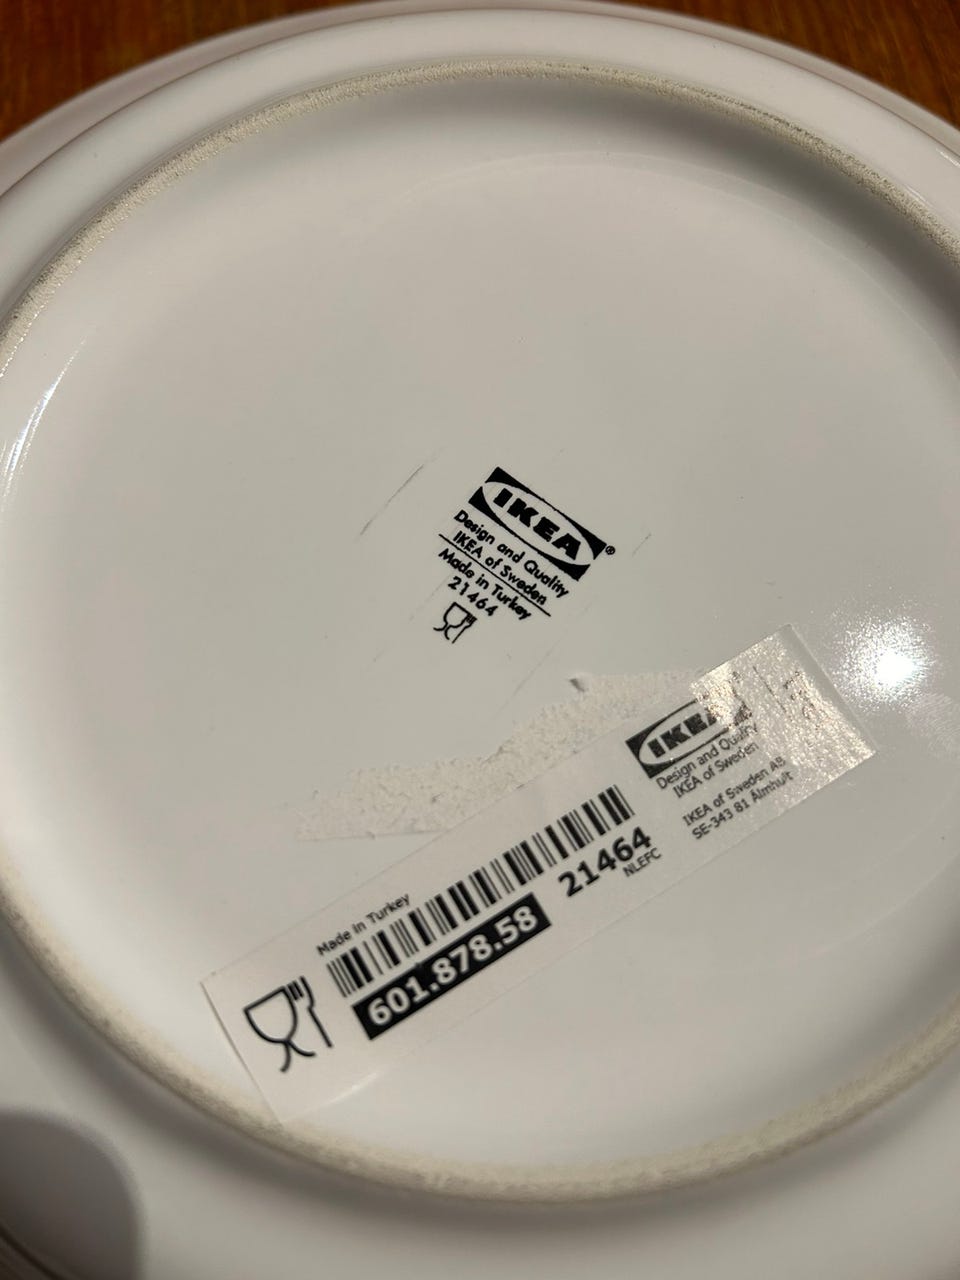 IKEA®
Design and Quality
IKEA of Sweden
Made in Turkey
21464
IKEA
Design and Quality
IKEA of Sweden
IKEA of Sweden AB
SE-343 81 Älmhult
Made in Turkey
601.878.58
21464
NLEFC